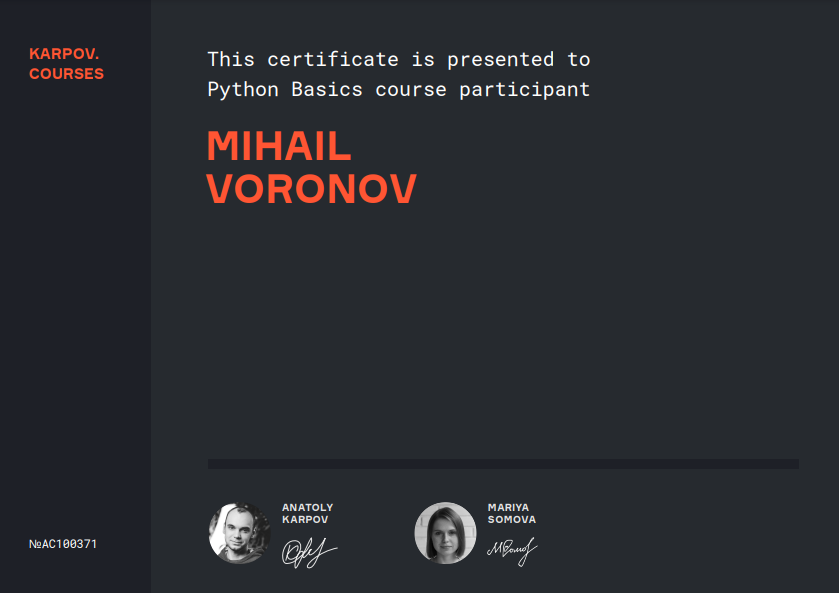 KARPOV.
COURSES
This certificate is presented to
Python Basics course participant
MIHAIL
VORONOV
ANATOLY
KARPOV
MARIYA
SOMOVA
№AC100371